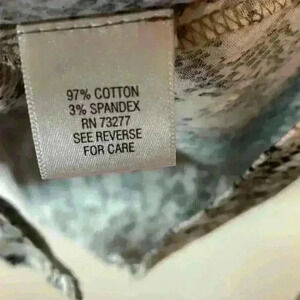 97% COTTON
3% SPANDEX
RN 73277
SEE REVERSE
FOR CARE